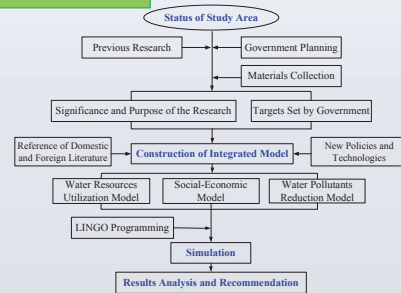 Status of Study Area
Previous Research
Government Planning
Materials Collection
Significance and Purpose of the Research
Targets Set by Government
Reference of Domestic
and Foreign Literature
Construction of Integrated Model
New Policies and
Technologies
Water Resources
Utilization Model
Social-Economic
Model
Water Pollutants
Reduction Model
LINGO Programming
Simulation
Results Analysis and Recommendation